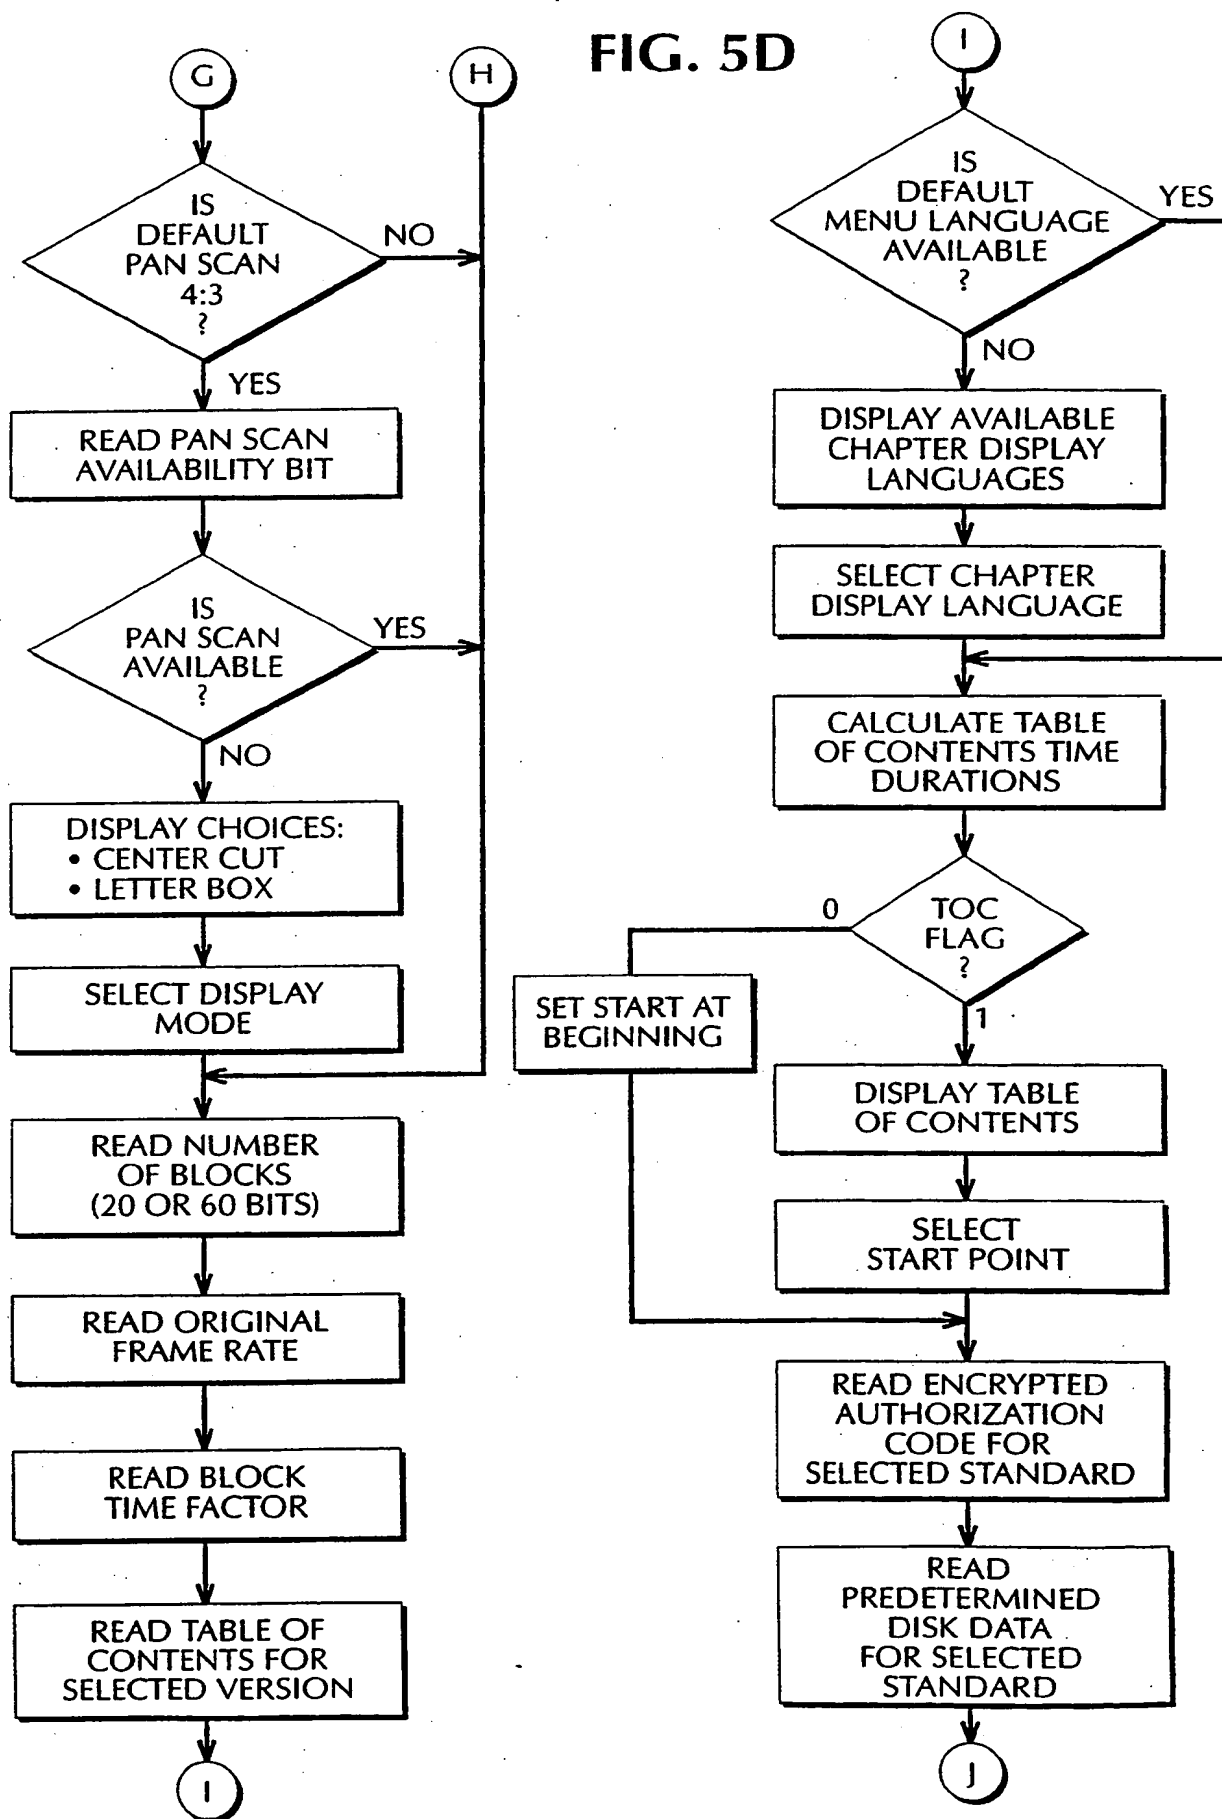 FIG. 5D
G
H
IS
DEFAULT
PAN SCAN
4:3
?
NO
YES
READ PAN SCAN
AVAILABILITY BIT
IS
PAN SCAN
AVAILABLE
?
YES
NO
DISPLAY CHOICES:
• CENTER CUT
• LETTER BOX
SELECT DISPLAY
MODE
READ NUMBER
OF BLOCKS
(20 OR 60 BITS)
READ ORIGINAL
FRAME RATE
READ BLOCK
TIME FACTOR
READ TABLE OF
CONTENTS FOR
SELECTED VERSION
I
I
IS
DEFAULT
MENU LANGUAGE
AVAILABLE
?
YES
NO
DISPLAY AVAILABLE
CHAPTER DISPLAY
LANGUAGES
SELECT CHAPTER
DISPLAY LANGUAGE
CALCULATE TABLE
OF CONTENTS TIME
DURATIONS
TOC
FLAG
?
0
1
SET START AT
BEGINNING
DISPLAY TABLE
OF CONTENTS
SELECT
START POINT
READ ENCRYPTED
AUTHORIZATION
CODE FOR
SELECTED STANDARD
READ
PREDETERMINED
DISK DATA
FOR SELECTED
STANDARD
J